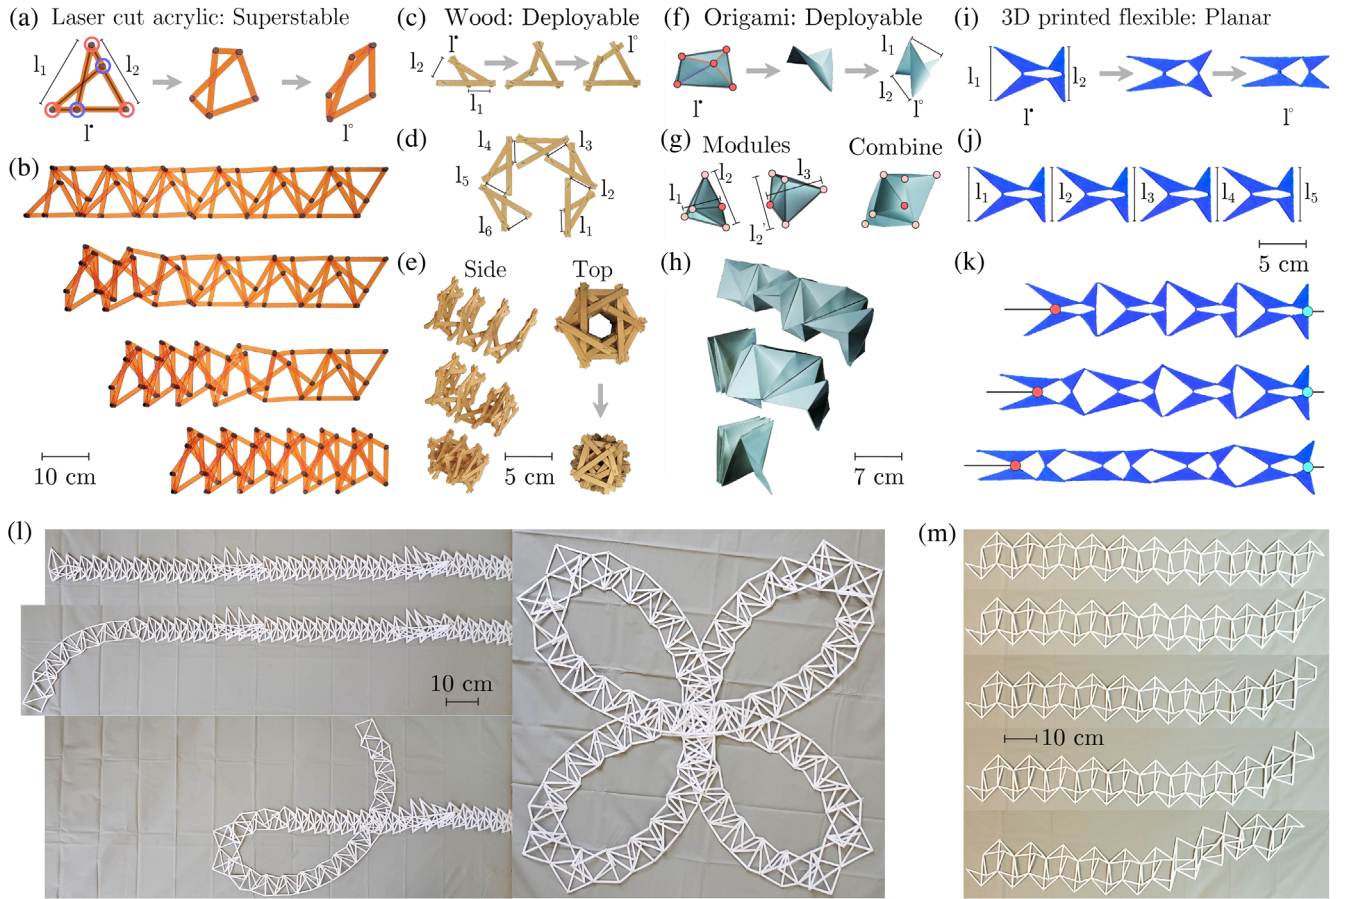 (a) Laser cut acrylic: Superstable
l₁ l₂
l• l°
(b)
10 cm
(c) Wood: Deployable
l• l°
l₂
l₁
(d)
l₄ l₃
l₅ l₂
l₆ l₁
(e) Side Top
5 cm
(f) Origami: Deployable
l₁
l₂
l• l°
(g) Modules Combine
l₁ l₂ l₃
l₂'
(h)
7 cm
(i) 3D printed flexible: Planar
l₁ l₂
l• l°
(j)
l₁ l₂ l₃ l₄ l₅
5 cm
(k)
(l)
10 cm
(m)
10 cm